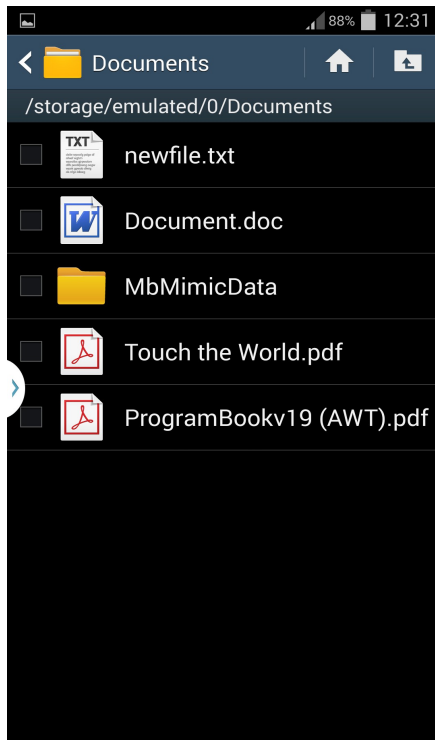 88% 12:31
Documents
/storage/emulated/0/Documents
TXT
newfile.txt
W
Document.doc
MbMimicData
Touch the World.pdf
ProgramBookv19 (AWT).pdf